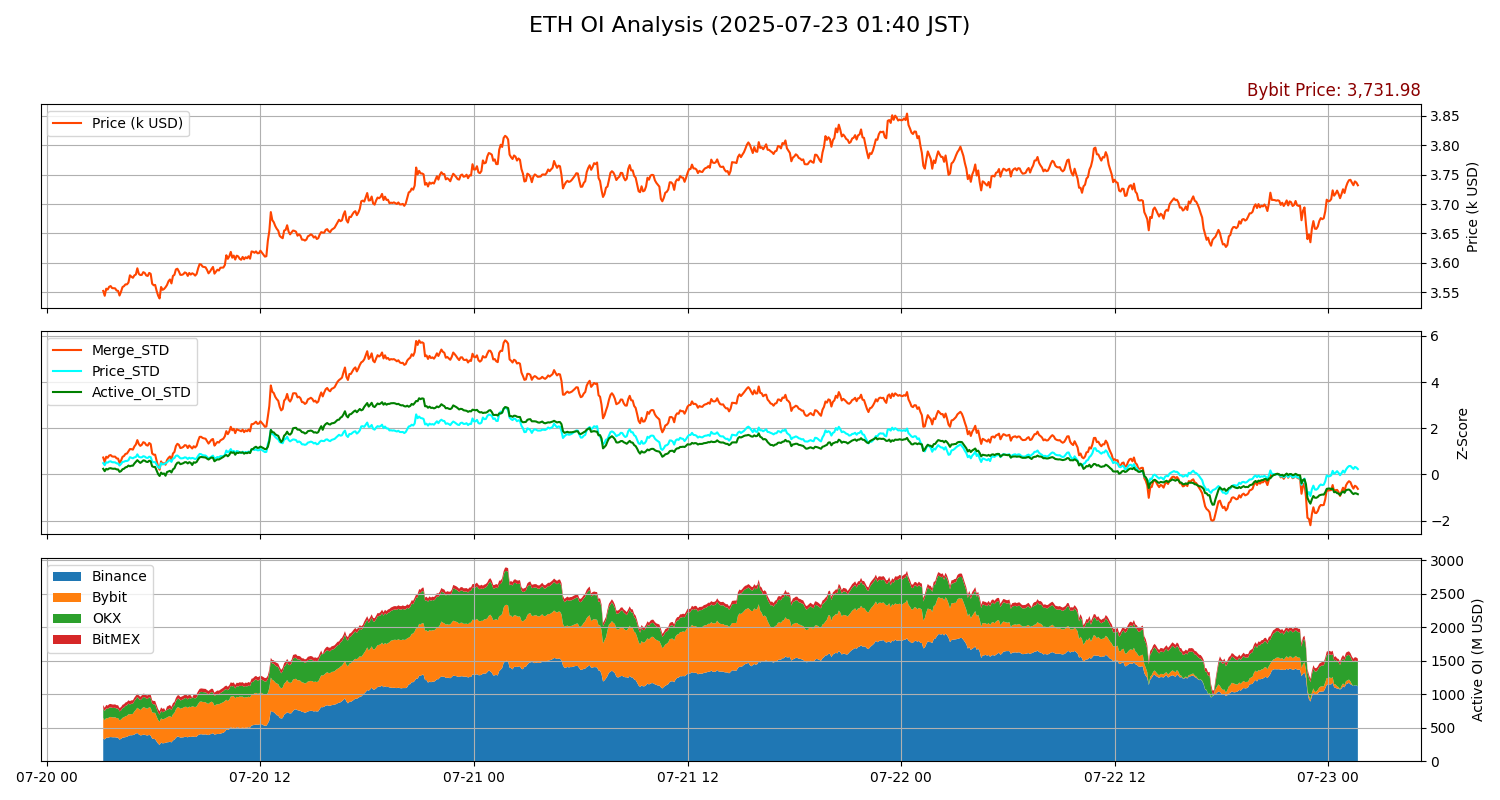 ETH OI Analysis (2025-07-23 01:40 JST)
Bybit Price: 3,731.98
Price (k USD)
3.85
3.80
3.75
3.70
3.65
3.60
3.55
Price (k USD)
Merge_STD
Price_STD
Active_OI_STD
6
4
2
0
−2
Z-Score
Binance
Bybit
OKX
BitMEX
3000
2500
2000
1500
1000
500
0
Active OI (M USD)
07-20 00
07-20 12
07-21 00
07-21 12
07-22 00
07-22 12
07-23 00